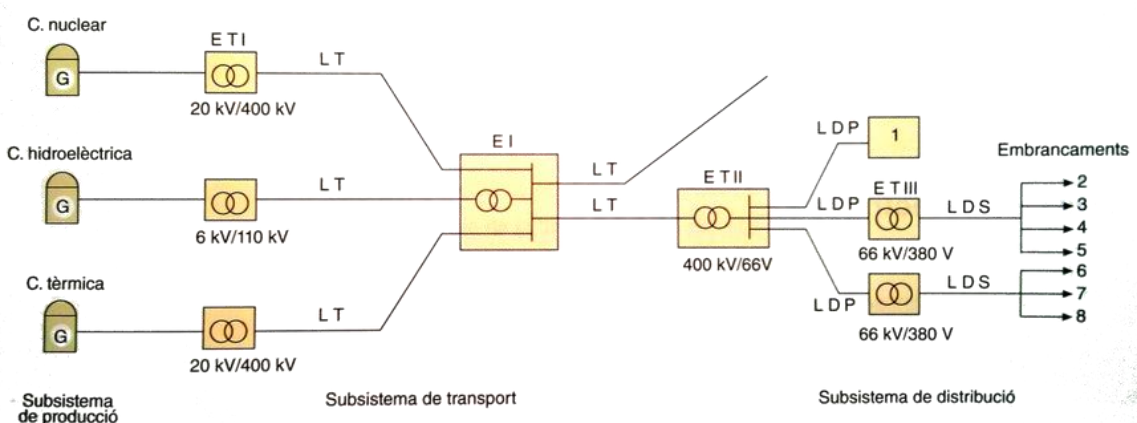 C. nuclear
G
E T I
20 kV/400 kV
L T
C. hidroelèctrica
G
6 kV/110 kV
L T
C. tèrmica
G
20 kV/400 kV
L T
E I
L T
L T
E T II
400 kV/66V
L D P
1
L D P
E T III
66 kV/380 V
L D S
L D P
66 kV/380 V
L D S
Embrancaments
2
3
4
5
6
7
8
Subsistema
de producció
Subsistema de transport
Subsistema de distribució